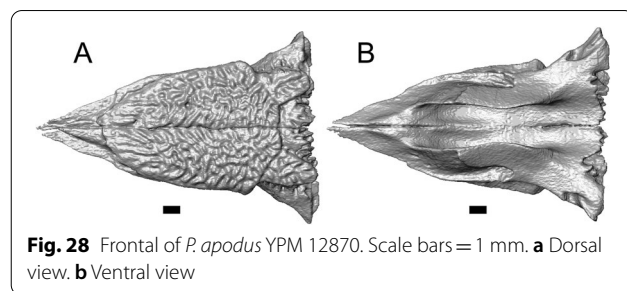 A
B
Fig. 28 Frontal of P. apodus YPM 12870. Scale bars = 1 mm. a Dorsal
view. b Ventral view